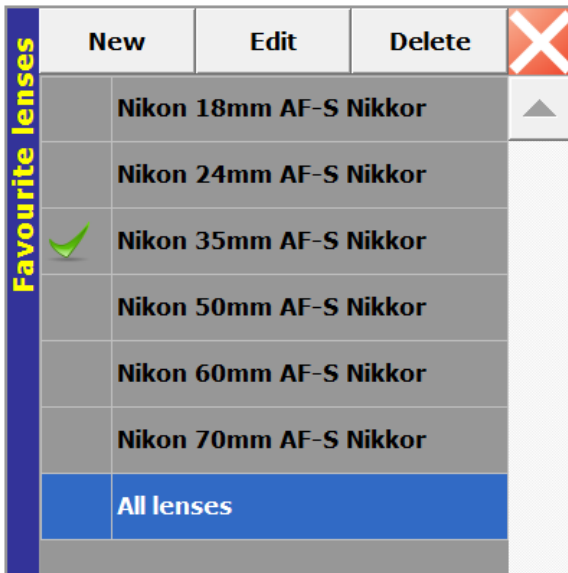 Favourite lenses
New Edit Delete
Nikon 18mm AF-S Nikkor
Nikon 24mm AF-S Nikkor
Nikon 35mm AF-S Nikkor
Nikon 50mm AF-S Nikkor
Nikon 60mm AF-S Nikkor
Nikon 70mm AF-S Nikkor
All lenses